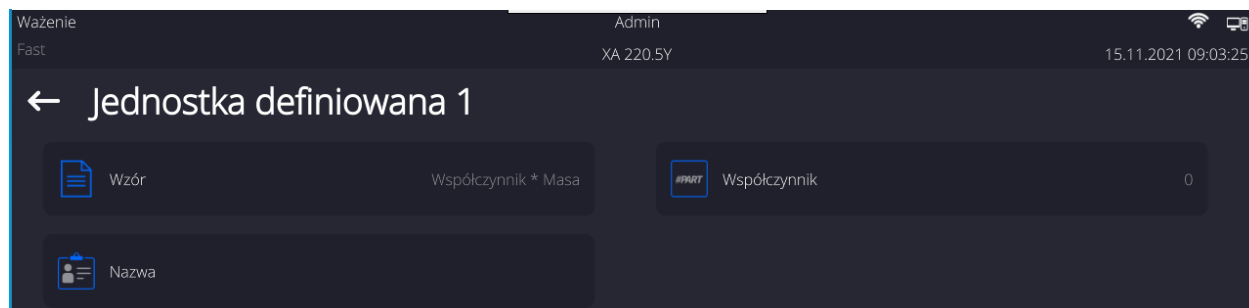 Ważenie
Admin
Fast
XA 220.5Y
15.11.2021 09:03:25
Jednostka definiowana 1
Wzór
Współczynnik * Masa
#PART
Współczynnik
0
Nazwa